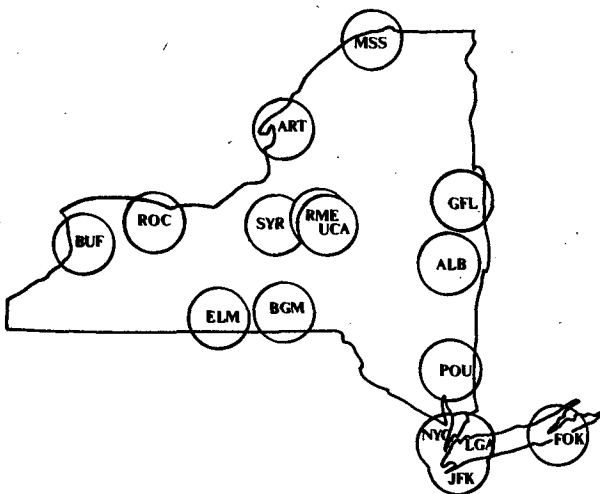 MSS
ART
GFL
ROC
SYR
RME
UCA
BUF
ALB
ELM
BGM
POU
NYC
LGA
FOK
JFK